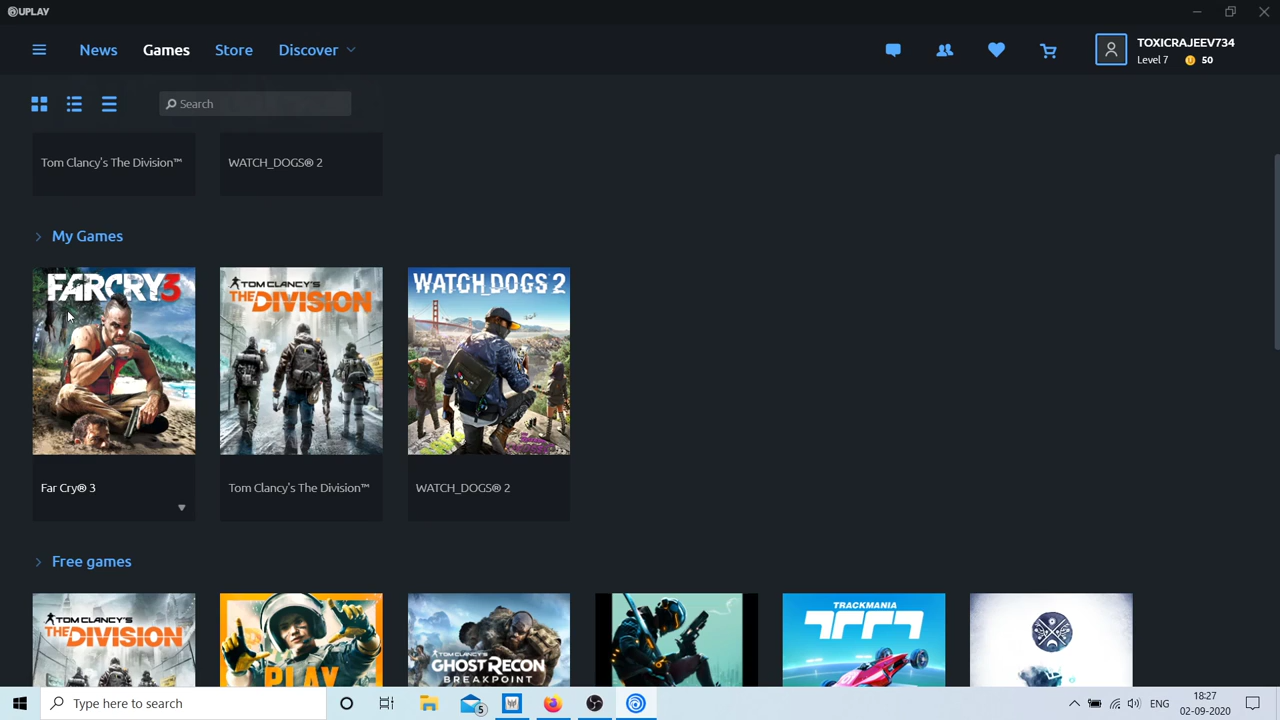 UPLAY
News Games Store Discover
TOXICRAJEEV734
Level 7 50
Search
Tom Clancy's The Division™ WATCH_DOGS® 2
My Games
FARCRY3
TOM CLANCY'S
THE DIVISION
WATCH_DOGS 2
Far Cry® 3 Tom Clancy's The Division™ WATCH_DOGS® 2
Free games
TOM CLANCY'S
THE DIVISION
PLAY
TOM CLANCY'S
GHOST RECON
BREAKPOINT
TRACKMANIA
Type here to search
5
ENG
18:27
02-09-2020